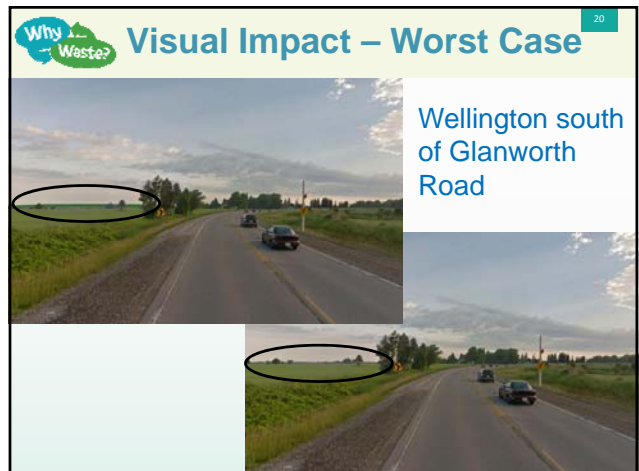 Why
Waste?
Visual Impact – Worst Case
20
Wellington south
of Glanworth
Road